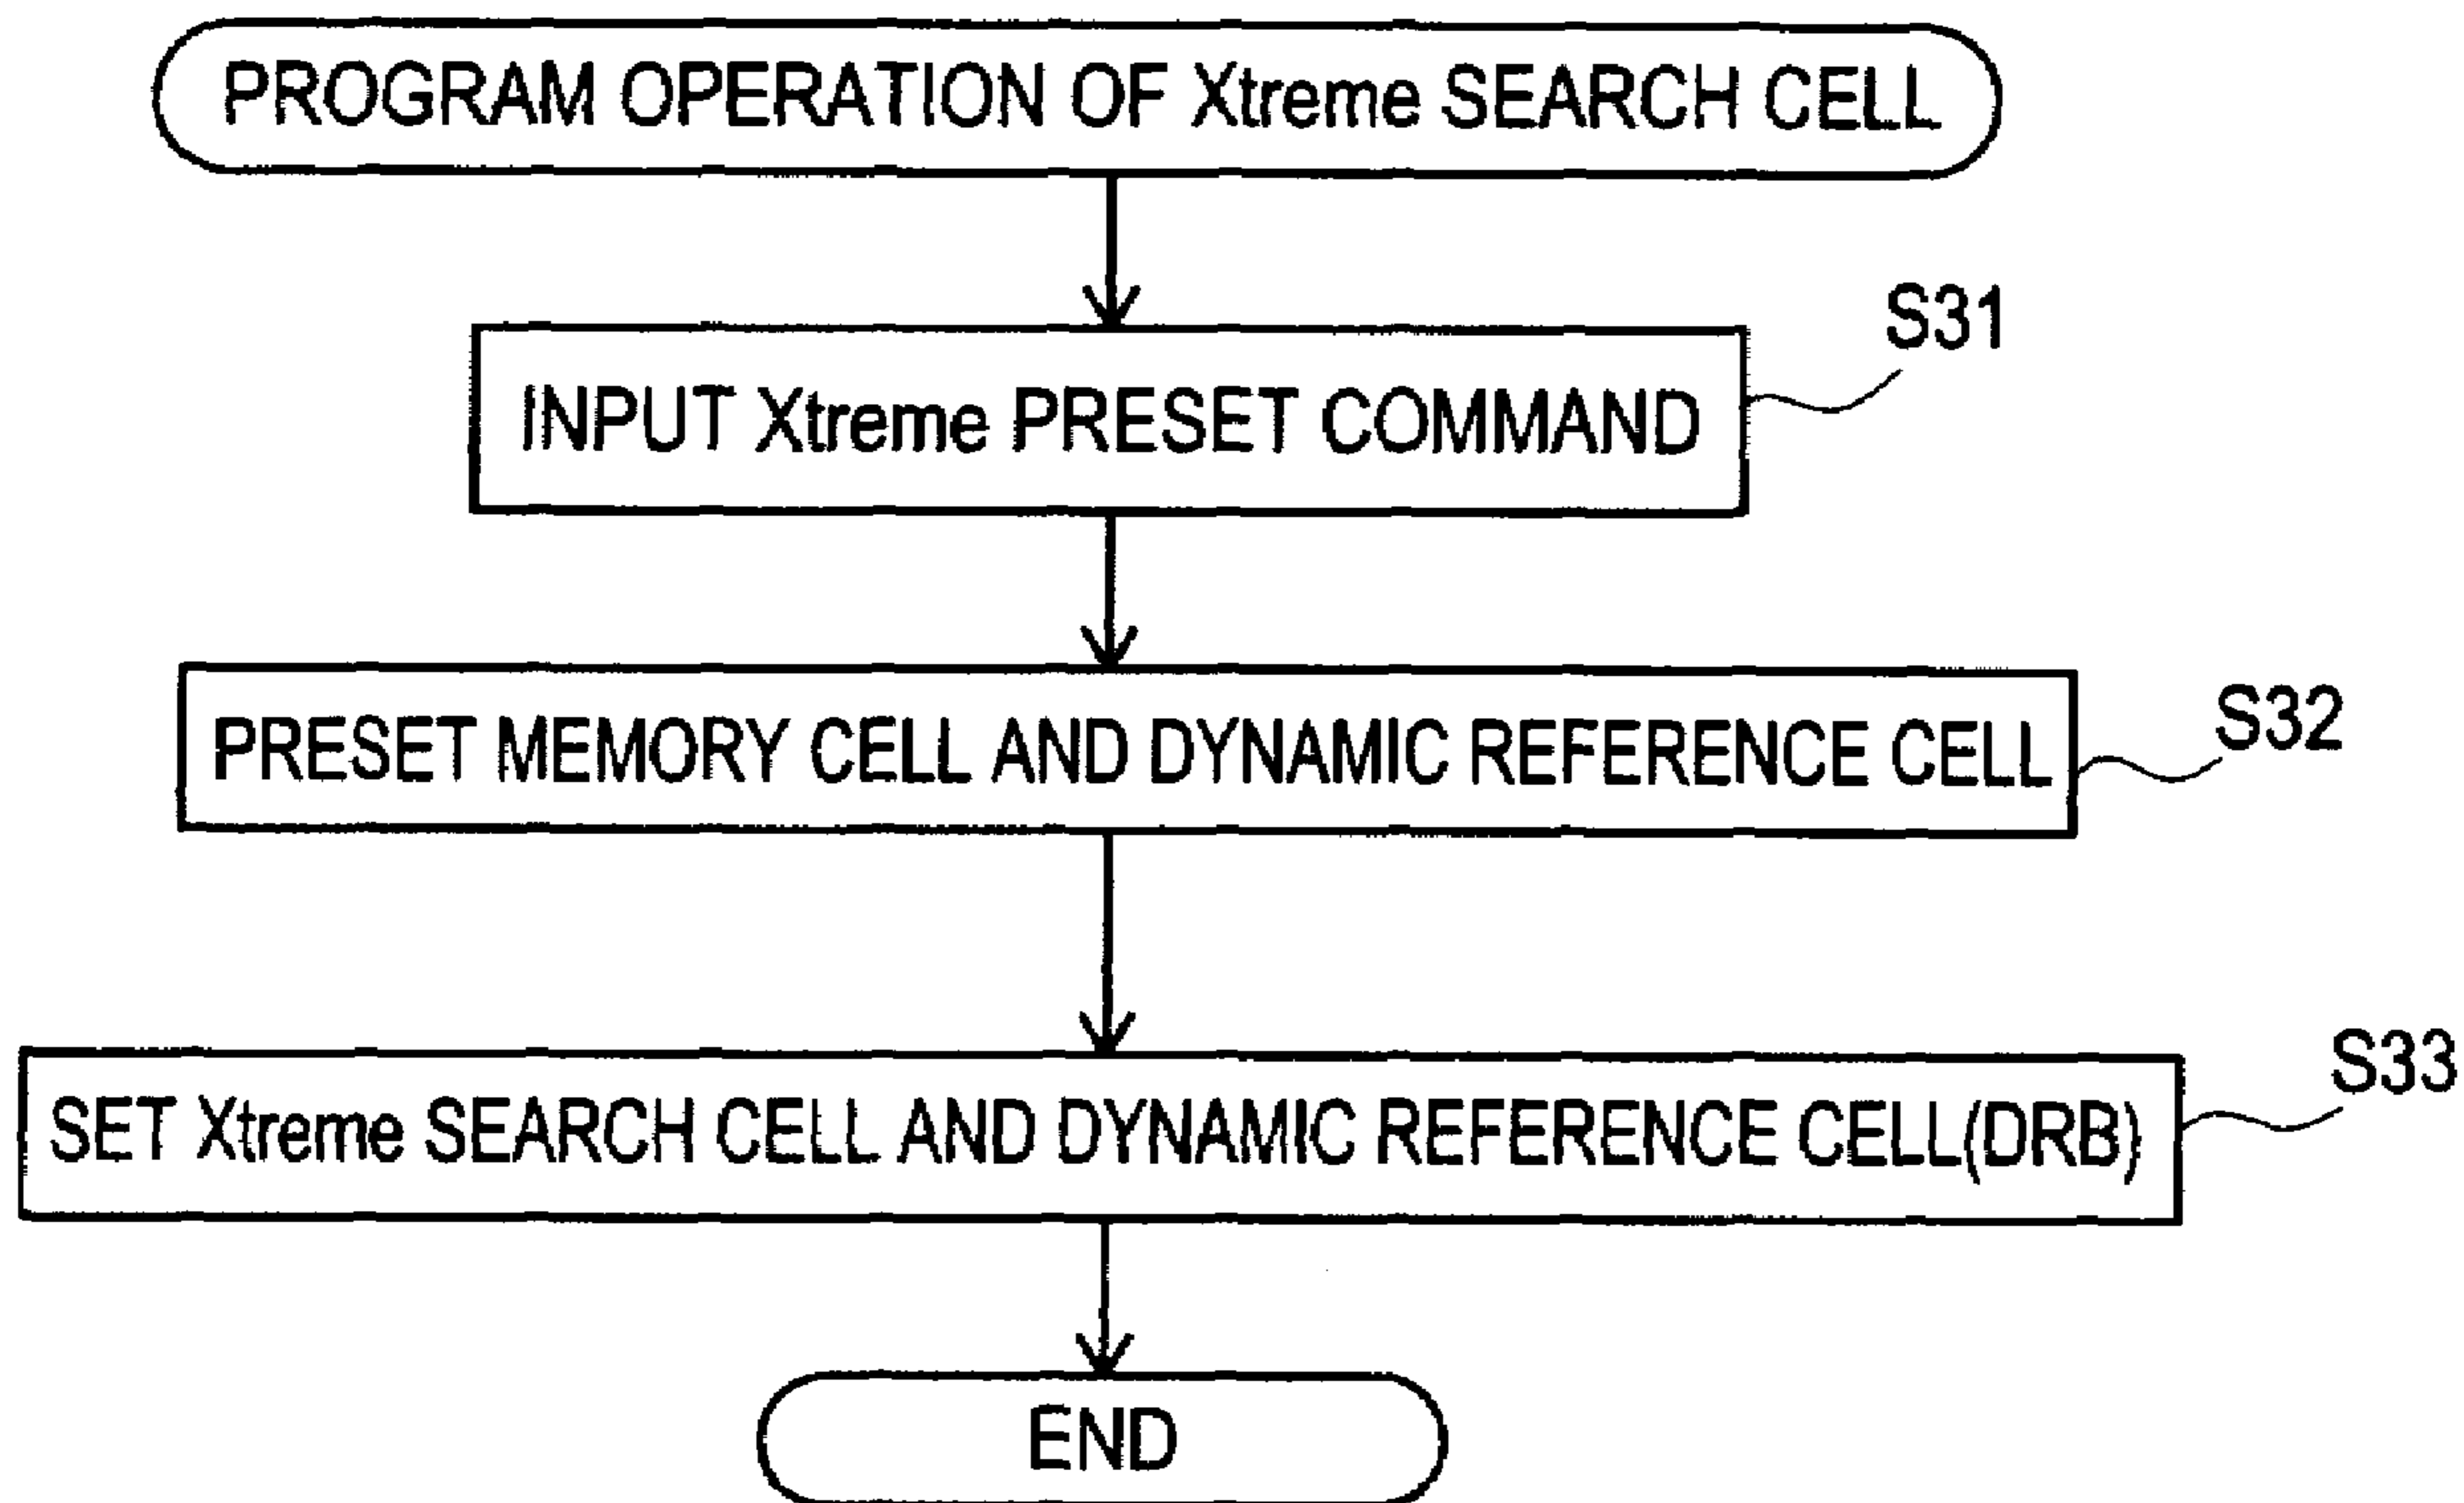 PROGRAM OPERATION OF Xtreme SEARCH CELL
S31
INPUT Xtreme PRESET COMMAND
S32
PRESET MEMORY CELL AND DYNAMIC REFERENCE CELL
S33
SET Xtreme SEARCH CELL AND DYNAMIC REFERENCE CELL(DRB)
END